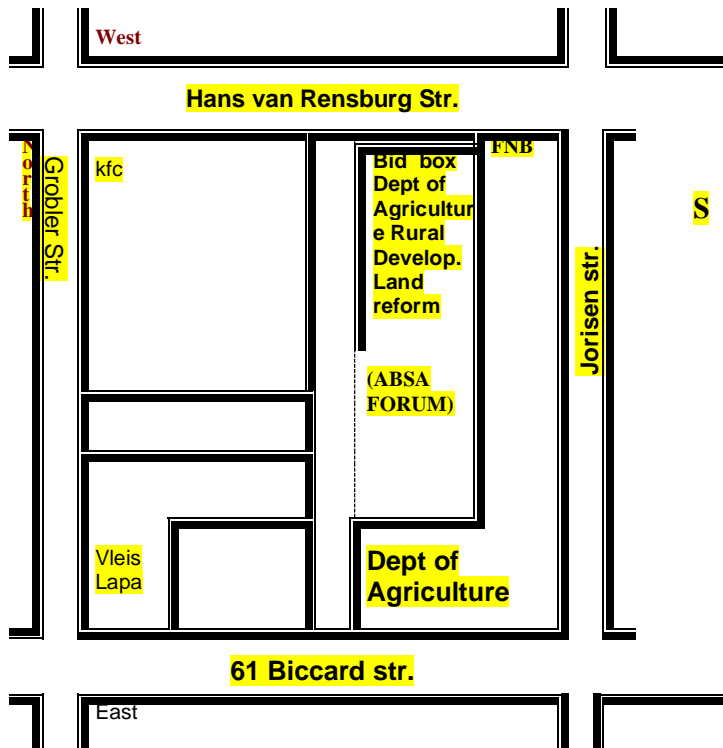 West
Hans van Rensburg Str.
North
Grobler Str.
kfc
Bid box
Dept of
Agricultur
e Rural
Develop.
Land
reform
FNB
S
Jorisen str.
(ABSA
FORUM)
Vleis
Lapa
Dept of
Agriculture
61 Biccard str.
East